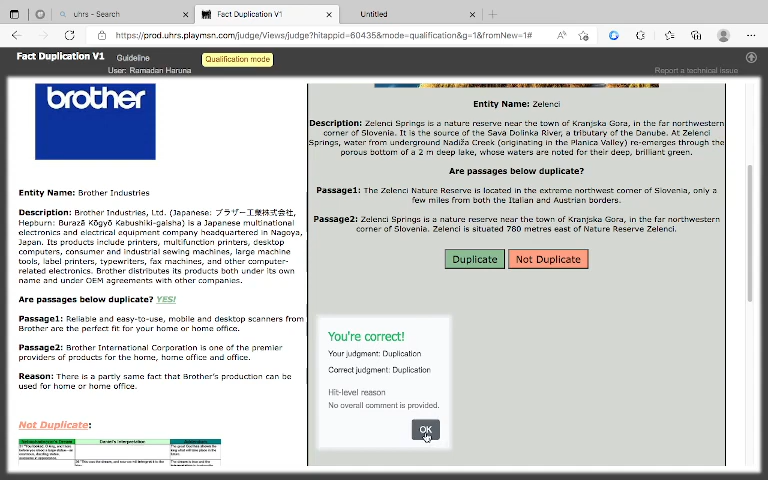 uhrs - Search
Fact Duplication V1
Untitled
https://prod.uhrs.playmsn.com/judge/Views/judge?hitappid=60435&mode=qualification&g=1&fromNew=1#
Fact Duplication V1
Guideline
Qualification mode
User: Ramadan Haruna
Report a technical issue
brother
Entity Name: Brother Industries
Description: Brother Industries, Ltd. (Japanese: ブラザー工業株式会社,
Hepburn: Burazā Kōgyō Kabushiki-gaisha) is a Japanese multinational
electronics and electrical equipment company headquartered in Nagoya,
Japan. Its products include printers, multifunction printers, desktop
computers, consumer and industrial sewing machines, large machine
tools, label printers, typewriters, fax machines, and other computer-
related electronics. Brother distributes its products both under its own
name and under OEM agreements with other companies.
Are passages below duplicate? YES!
Passage1: Reliable and easy-to-use, mobile and desktop scanners from
Brother are the perfect fit for your home or home office.
Passage2: Brother International Corporation is one of the premier
providers of products for the home, home office and office.
Reason: There is a partly same fact that Brother's production can be
used for home or home office.
Not Duplicate:
Daniel's Interpretation
Entity Name: Zelenci
Description: Zelenci Springs is a nature reserve near the town of Kranjska Gora, in the far northwestern
corner of Slovenia. It is the source of the Sava Dolinka River, a tributary of the Danube. At Zelenci
Springs, water from underground Nadiža Creek (originating in the Planica Valley) re-emerges through the
porous bottom of a 2 m deep lake, whose waters are noted for their deep, brilliant green.
Are passages below duplicate?
Passage1: The Zelenci Nature Reserve is located in the extreme northwest corner of Slovenia, only a
few miles from both the Italian and Austrian borders.
Passage2: Zelenci Springs is a nature reserve near the town of Kranjska Gora, in the far northwestern
corner of Slovenia. Zelenci is situated 780 metres east of Nature Reserve Zelenci.
Duplicate
Not Duplicate
You're correct!
Your judgment: Duplication
Correct judgment: Duplication
Hit-level reason
No overall comment is provided.
OK